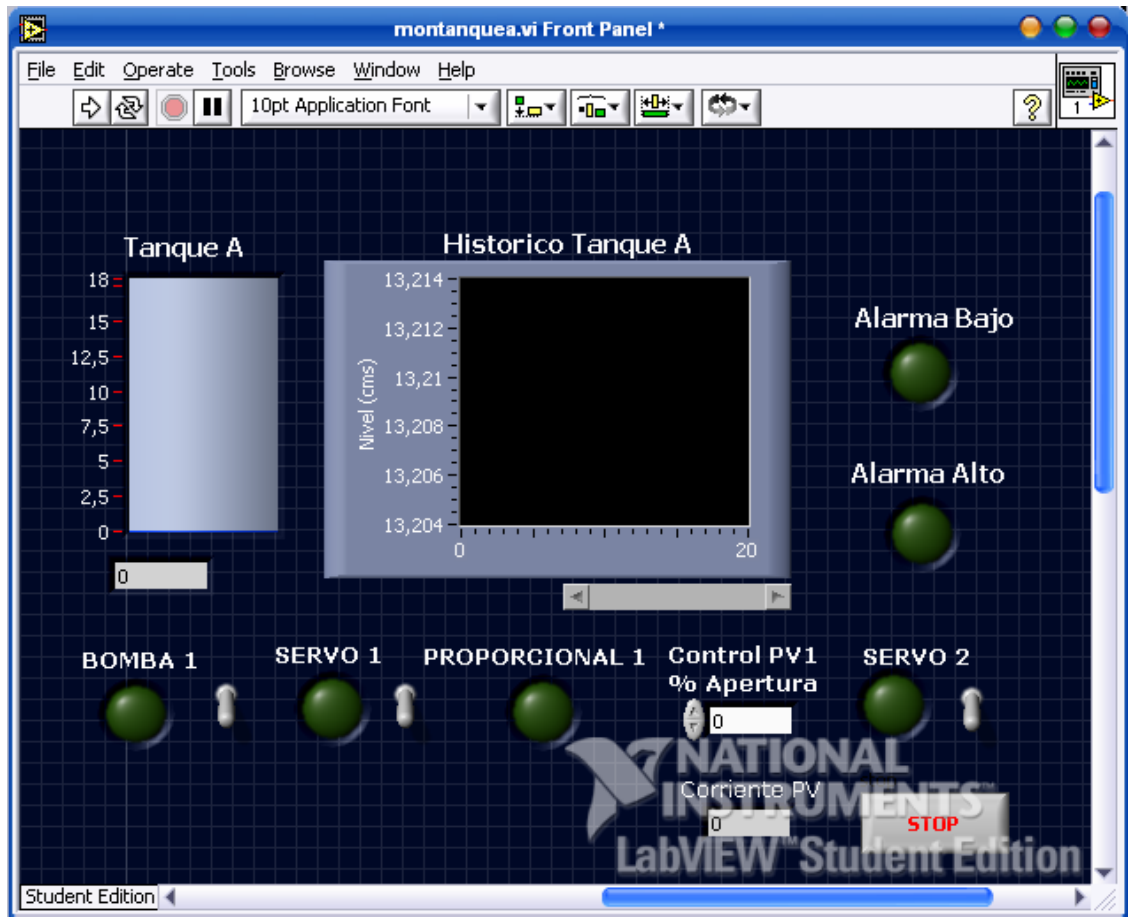 montanquea.vi Front Panel *
File Edit Operate Tools Browse Window Help
10pt Application Font
?
1
Tanque A
18
15
12,5
10
7,5
5
2,5
0
0
Historico Tanque A
Nivel (cms)
13,214
13,212
13,21
13,208
13,206
13,204
0 20
Alarma Bajo
Alarma Alto
BOMBA 1
SERVO 1
PROPORCIONAL 1
Control PV1
% Apertura
0
SERVO 2
Corriente PV
0
STOP
NATIONAL
INSTRUMENTS™
LabVIEW™ Student Edition
Student Edition